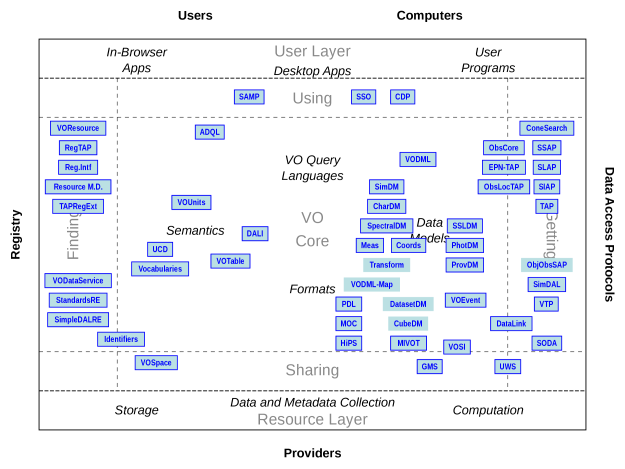 Users
Computers
User Layer
In-Browser
Apps
Desktop Apps
User
Programs
SAMP
Using
SSO
CDP
VOResource
RegTAP
Reg.Intf
Resource M.D.
TAPRegExt
Finding
VODataService
StandardsRE
SimpleDALRE
Identifiers
ADQL
VO Query
Languages
VODML
VOUnits
Semantics
DALI
UCD
VOTable
Vocabularies
VO
Core
SimDM
CharDM
SpectralDM
Meas
Coords
Transform
VODML-Map
Data
Models
SSLDM
PhotDM
ProvDM
Formats
PDL
MOC
HiPS
DatasetDM
CubeDM
MIVOT
VOEvent
VOSI
ConeSearch
ObsCore
SSAP
EPN-TAP
SLAP
ObsLocTAP
SIAP
TAP
Getting
ObjObsSAP
SimDAL
VTP
DataLink
SODA
VOSpace
Sharing
GMS
UWS
Storage
Data and Metadata Collection
Computation
Resource Layer
Providers
Registry
Data Access Protocols